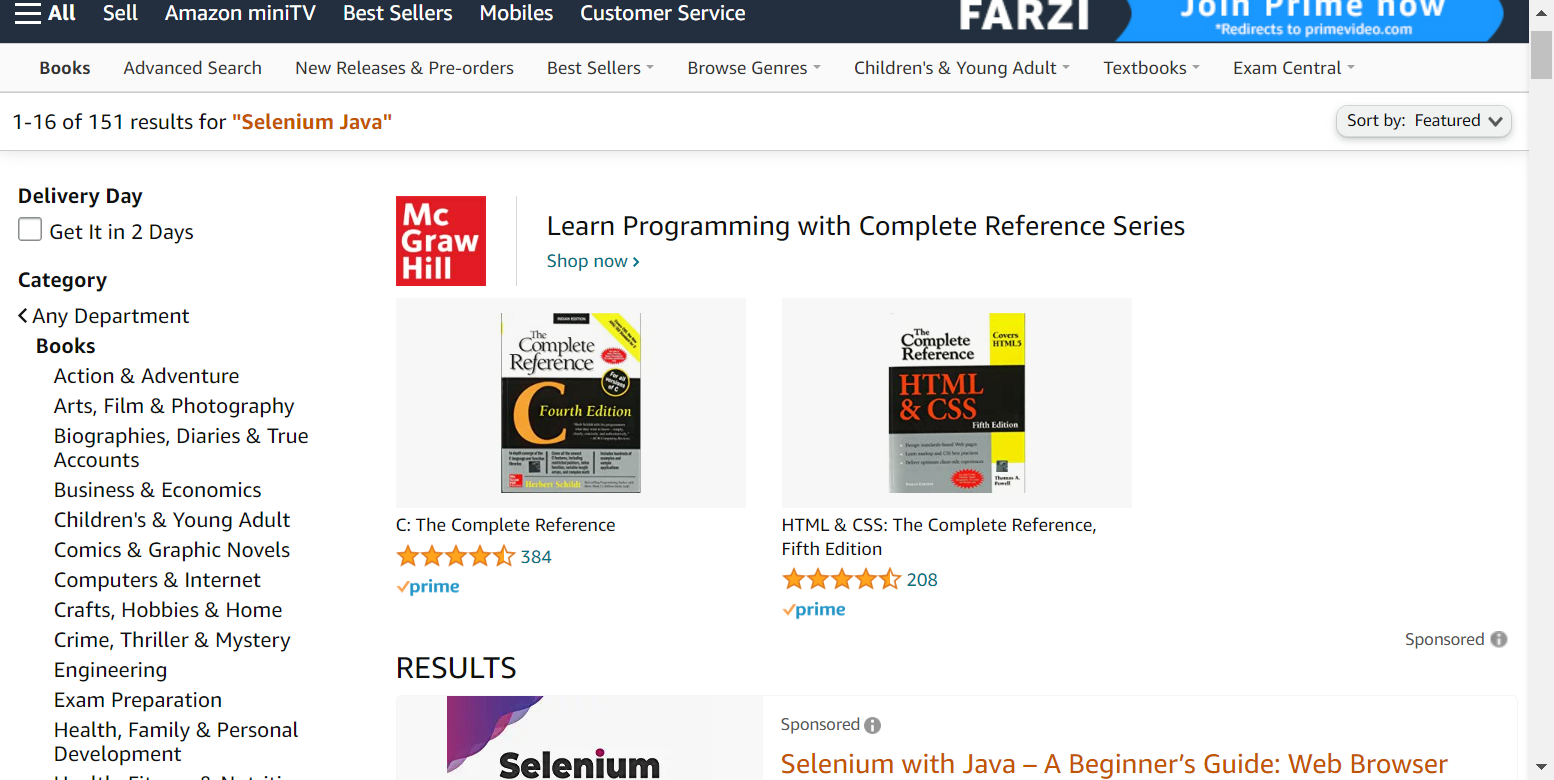 All Sell Amazon miniTV Best Sellers Mobiles Customer Service
FARZI
Join Prime now
*Redirects to primevideo.com
Books Advanced Search New Releases & Pre-orders Best Sellers Browse Genres Children's & Young Adult Textbooks Exam Central
1-16 of 151 results for "Selenium Java"
Sort by: Featured
Delivery Day
Get It in 2 Days
Category
Any Department
Books
Action & Adventure
Arts, Film & Photography
Biographies, Diaries & True
Accounts
Business & Economics
Children's & Young Adult
Comics & Graphic Novels
Computers & Internet
Crafts, Hobbies & Home
Crime, Thriller & Mystery
Engineering
Exam Preparation
Health, Family & Personal
Development
Mc
Graw
Hill
Learn Programming with Complete Reference Series
Shop now
INDIAN EDITION
The
Complete
Reference
For all
versions
of C
C
Fourth Edition
Herbert Schildt
C: The Complete Reference
384
prime
The
Complete
Reference
Covers
HTML5
HTML
& CSS
Fifth Edition
Thomas A.
Powell
HTML & CSS: The Complete Reference,
Fifth Edition
208
prime
Sponsored
RESULTS
Selenium
Sponsored
Selenium with Java – A Beginner’s Guide: Web Browser